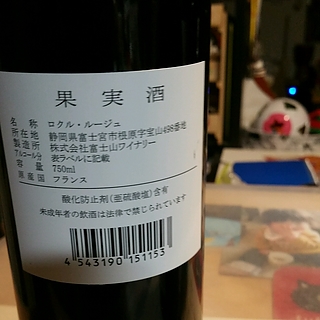 果実酒
名称 ロクル・ルージュ
所在地 静岡県富士宮市根原字宝山498番地
製造所 株式会社富士山ワイナリー
アルコール分 表ラベルに記載
容量 750ml
原産国 フランス
酸化防止剤(亜硫酸塩)含有
未成年者の飲酒は法律で禁じられています
4 543190 151153